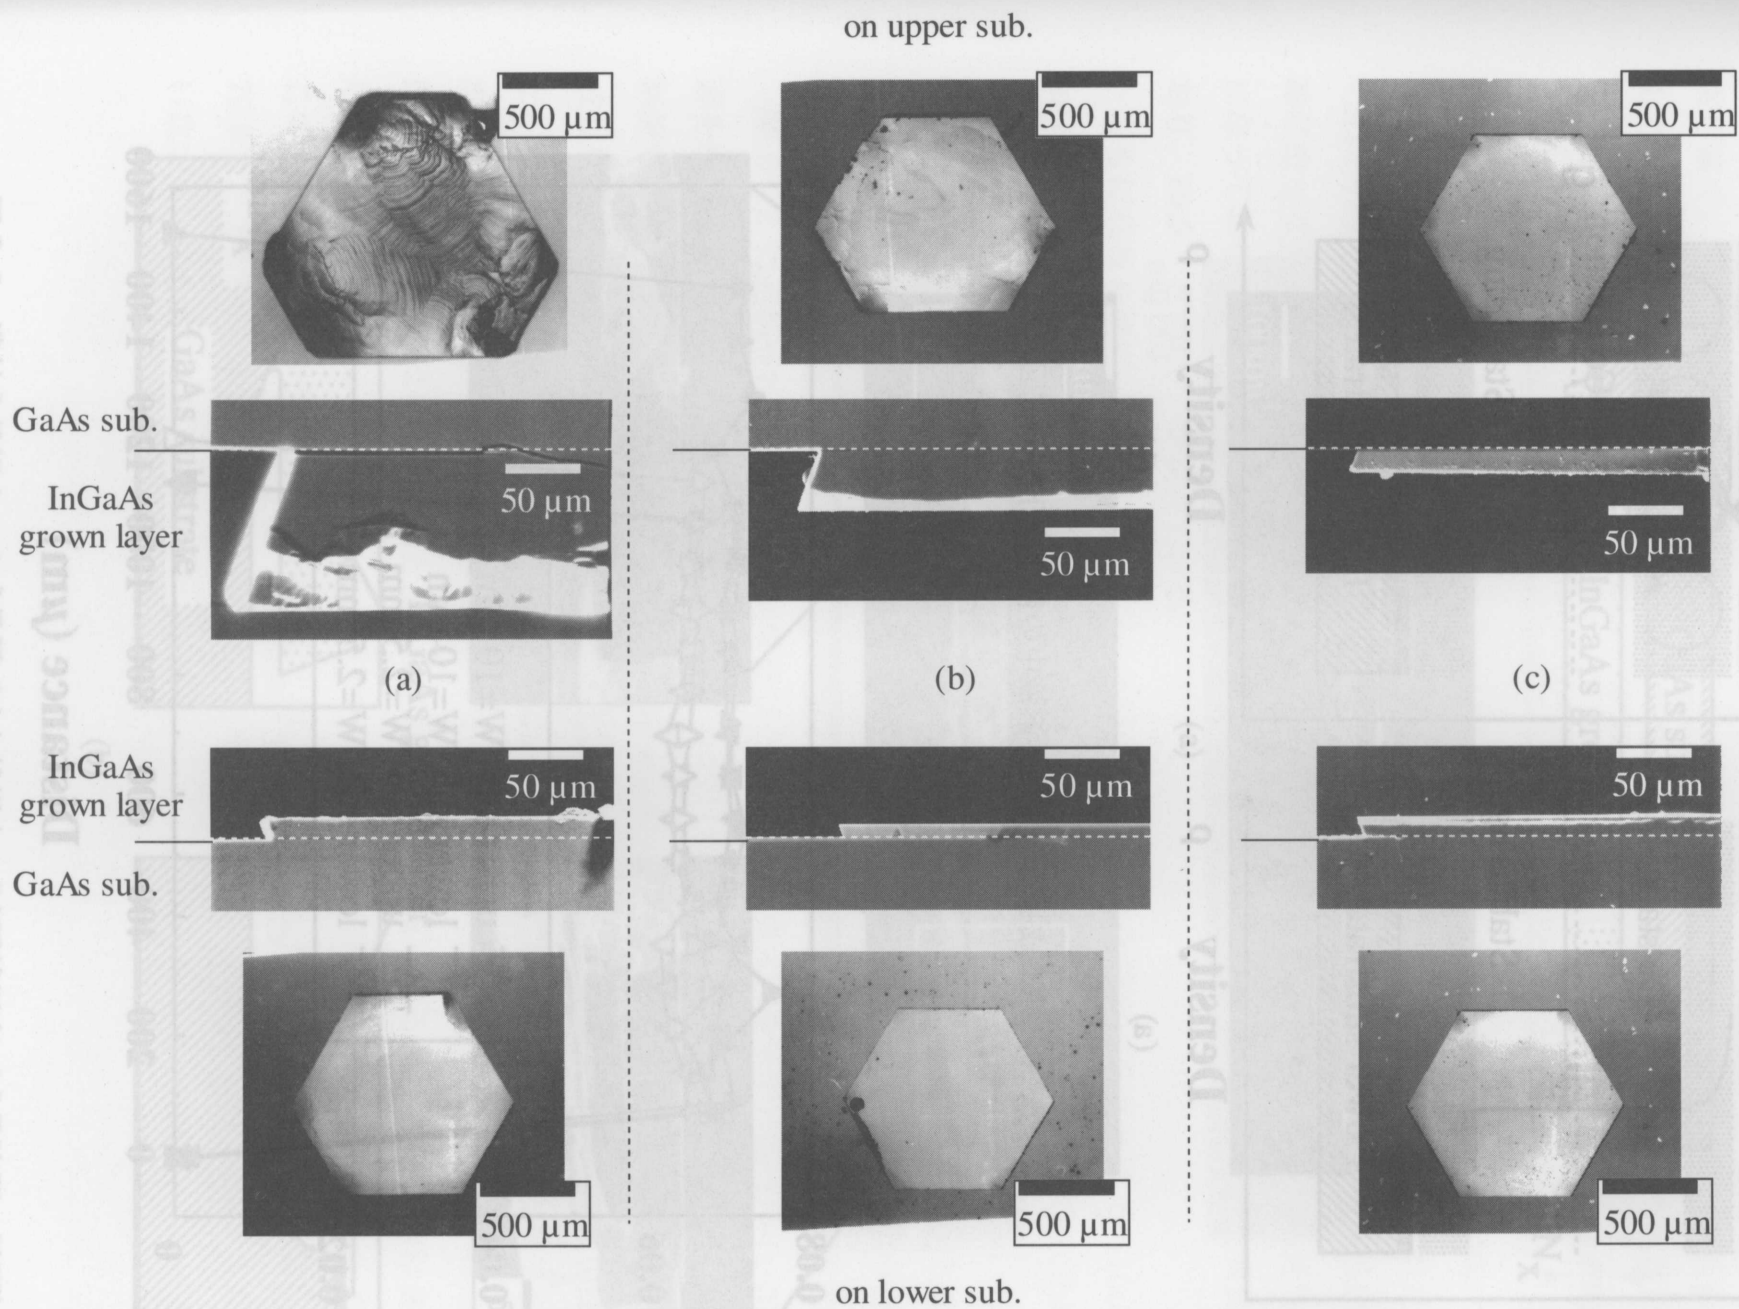 on upper sub.
500 µm
500 µm
500 µm
GaAs sub.
InGaAs
grown layer
50 µm
50 µm
50 µm
(a)
(b)
(c)
InGaAs
grown layer
GaAs sub.
50 µm
50 µm
50 µm
500 µm
500 µm
500 µm
on lower sub.